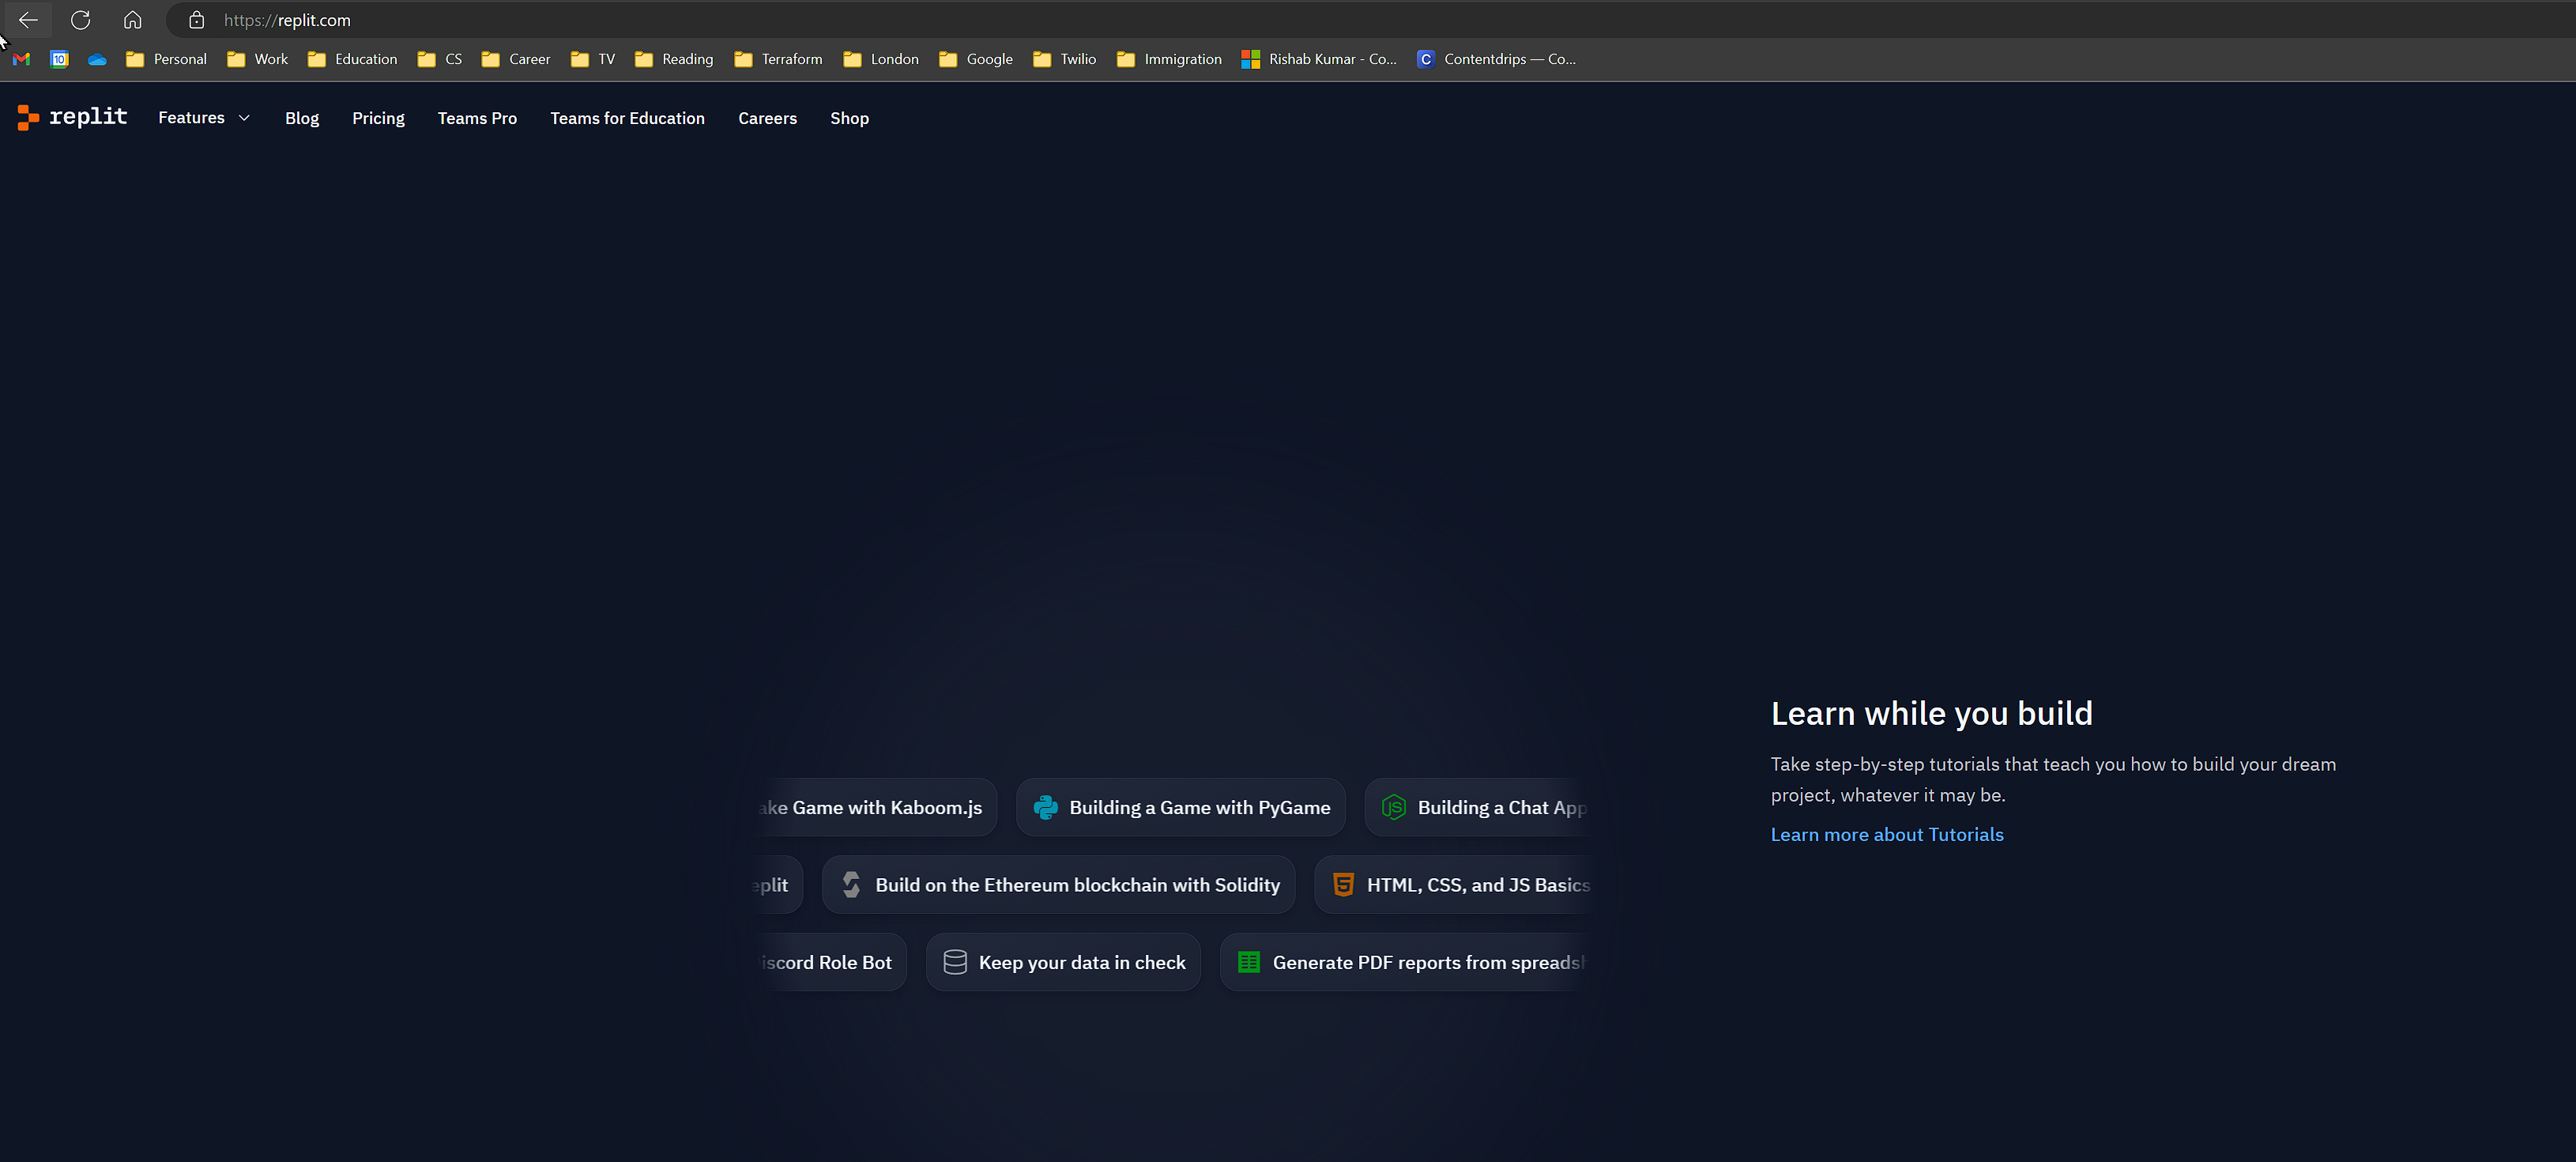 https://replit.com
10 Personal Work Education CS Career TV Reading Terraform London Google Twilio Immigration Rishab Kumar - Co... C Contentdrips — Co...
replit Features Blog Pricing Teams Pro Teams for Education Careers Shop
Learn while you build
Take step-by-step tutorials that teach you how to build your dream
project, whatever it may be.
Learn more about Tutorials
ake Game with Kaboom.js JS Building a Game with PyGame Building a Chat App
eplit Build on the Ethereum blockchain with Solidity 5 HTML, CSS, and JS Basics
iscord Role Bot Keep your data in check Generate PDF reports from spreadsh